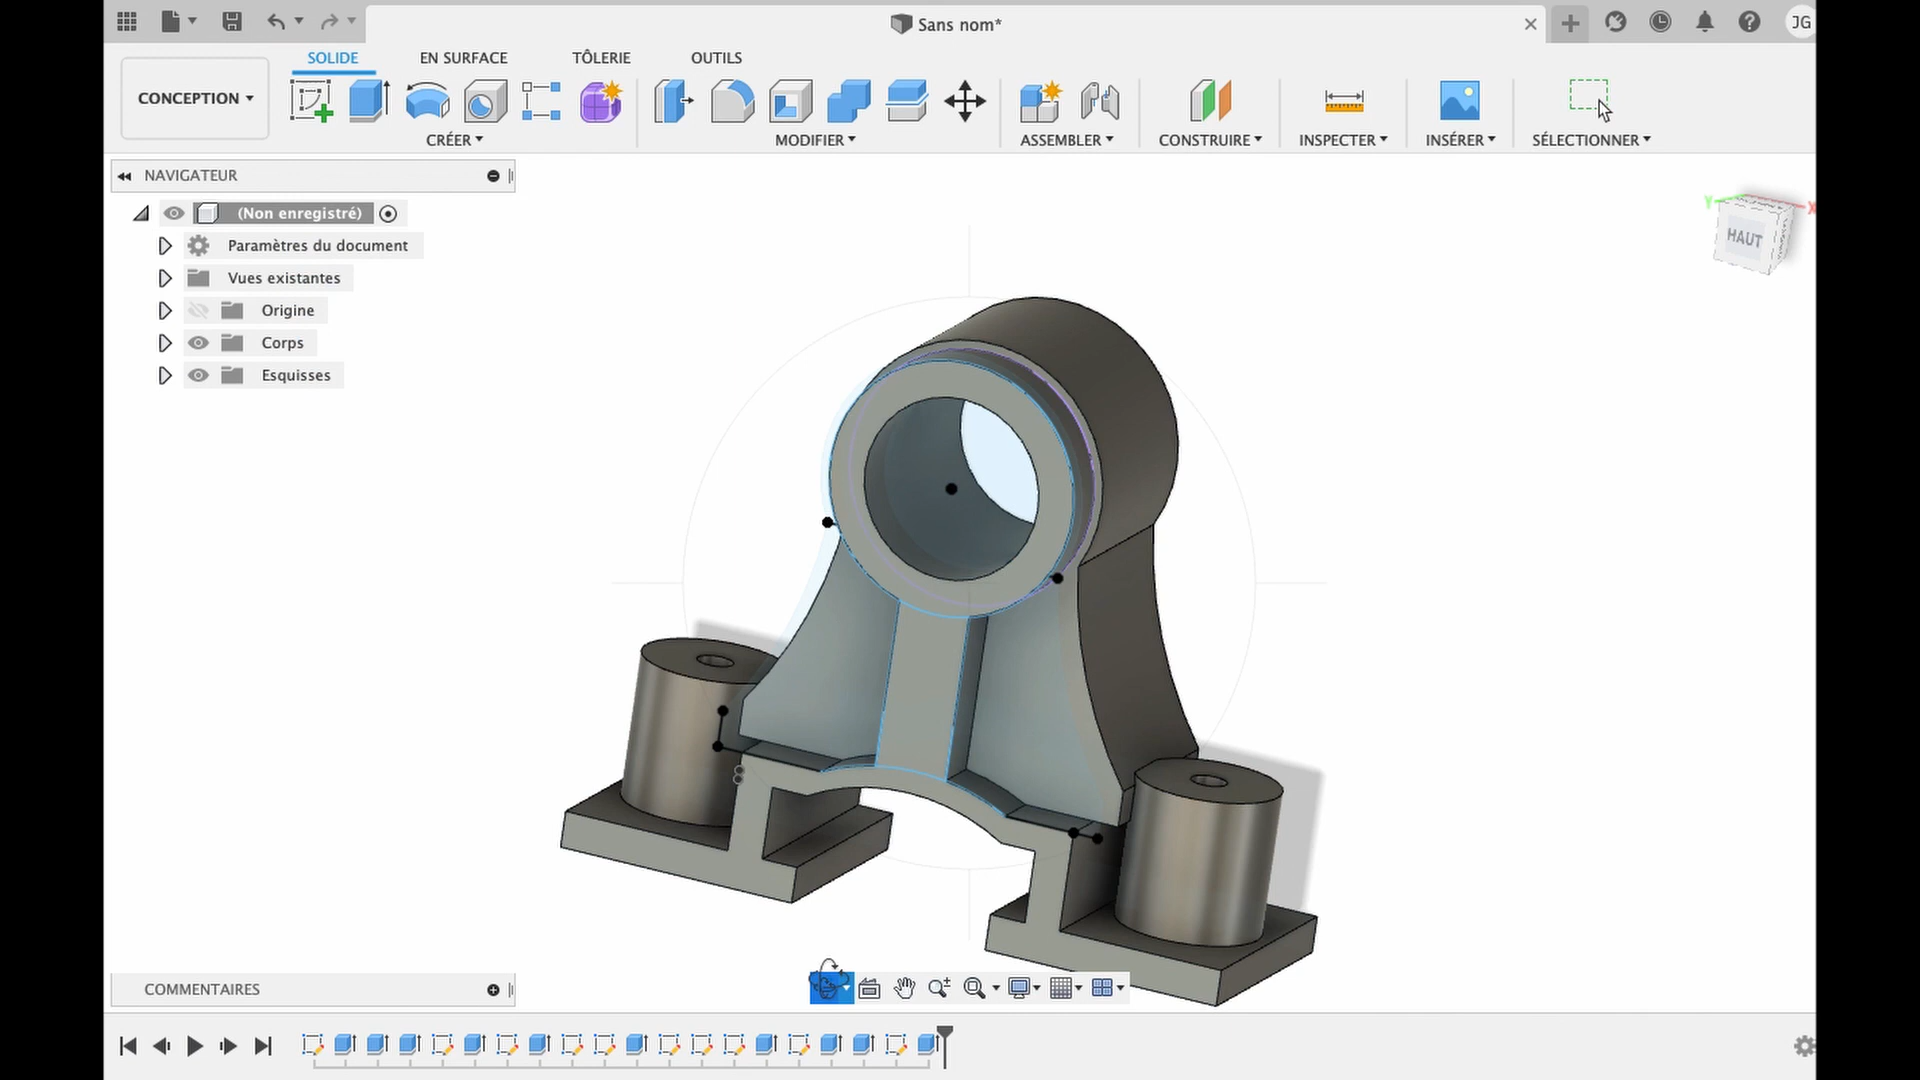 Sans nom*
JG
SOLIDE
EN SURFACE
TÔLERIE
OUTILS
CONCEPTION
CRÉER
MODIFIER
ASSEMBLER
CONSTRUIRE
INSPECTER
INSÉRER
SÉLECTIONNER
NAVIGATEUR
(Non enregistré)
Paramètres du document
Vues existantes
Origine
Corps
Esquisses
Y
X
HAUT
COMMENTAIRES